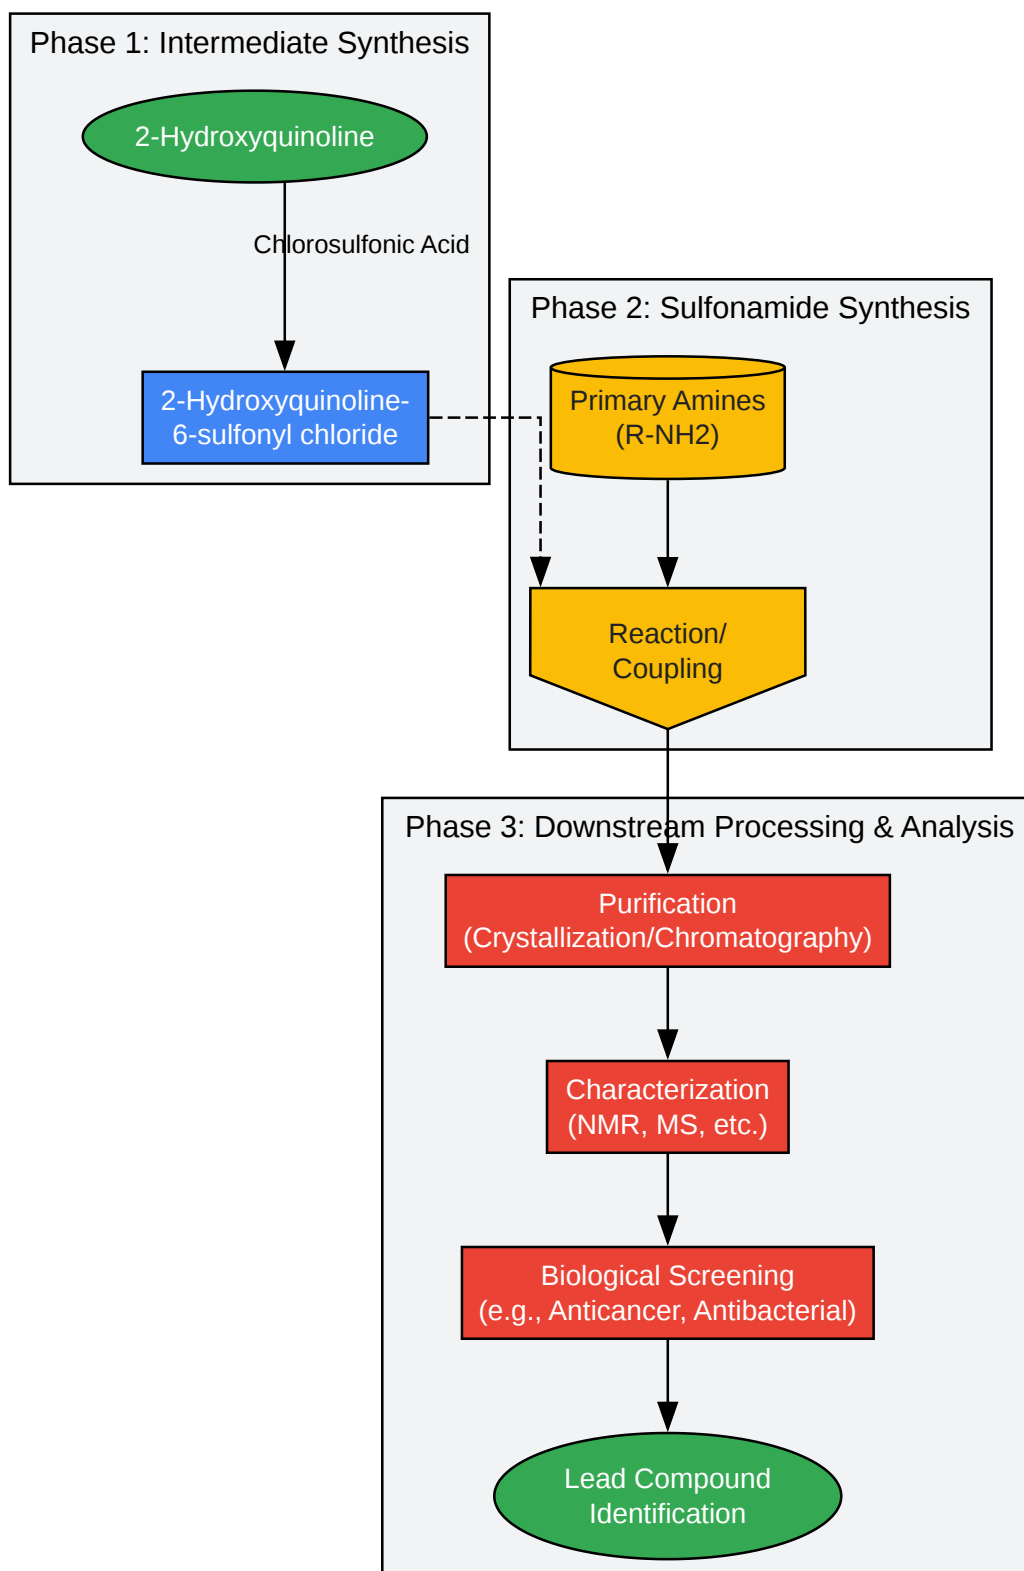 Phase 1: Intermediate Synthesis
2-Hydroxyquinoline
Chlorosulfonic Acid
2-Hydroxyquinoline-
6-sulfonyl chloride
Phase 2: Sulfonamide Synthesis
Primary Amines
(R-NH2)
Reaction/
Coupling
Phase 3: Downstream Processing & Analysis
Purification
(Crystallization/Chromatography)
Characterization
(NMR, MS, etc.)
Biological Screening
(e.g., Anticancer, Antibacterial)
Lead Compound
Identification